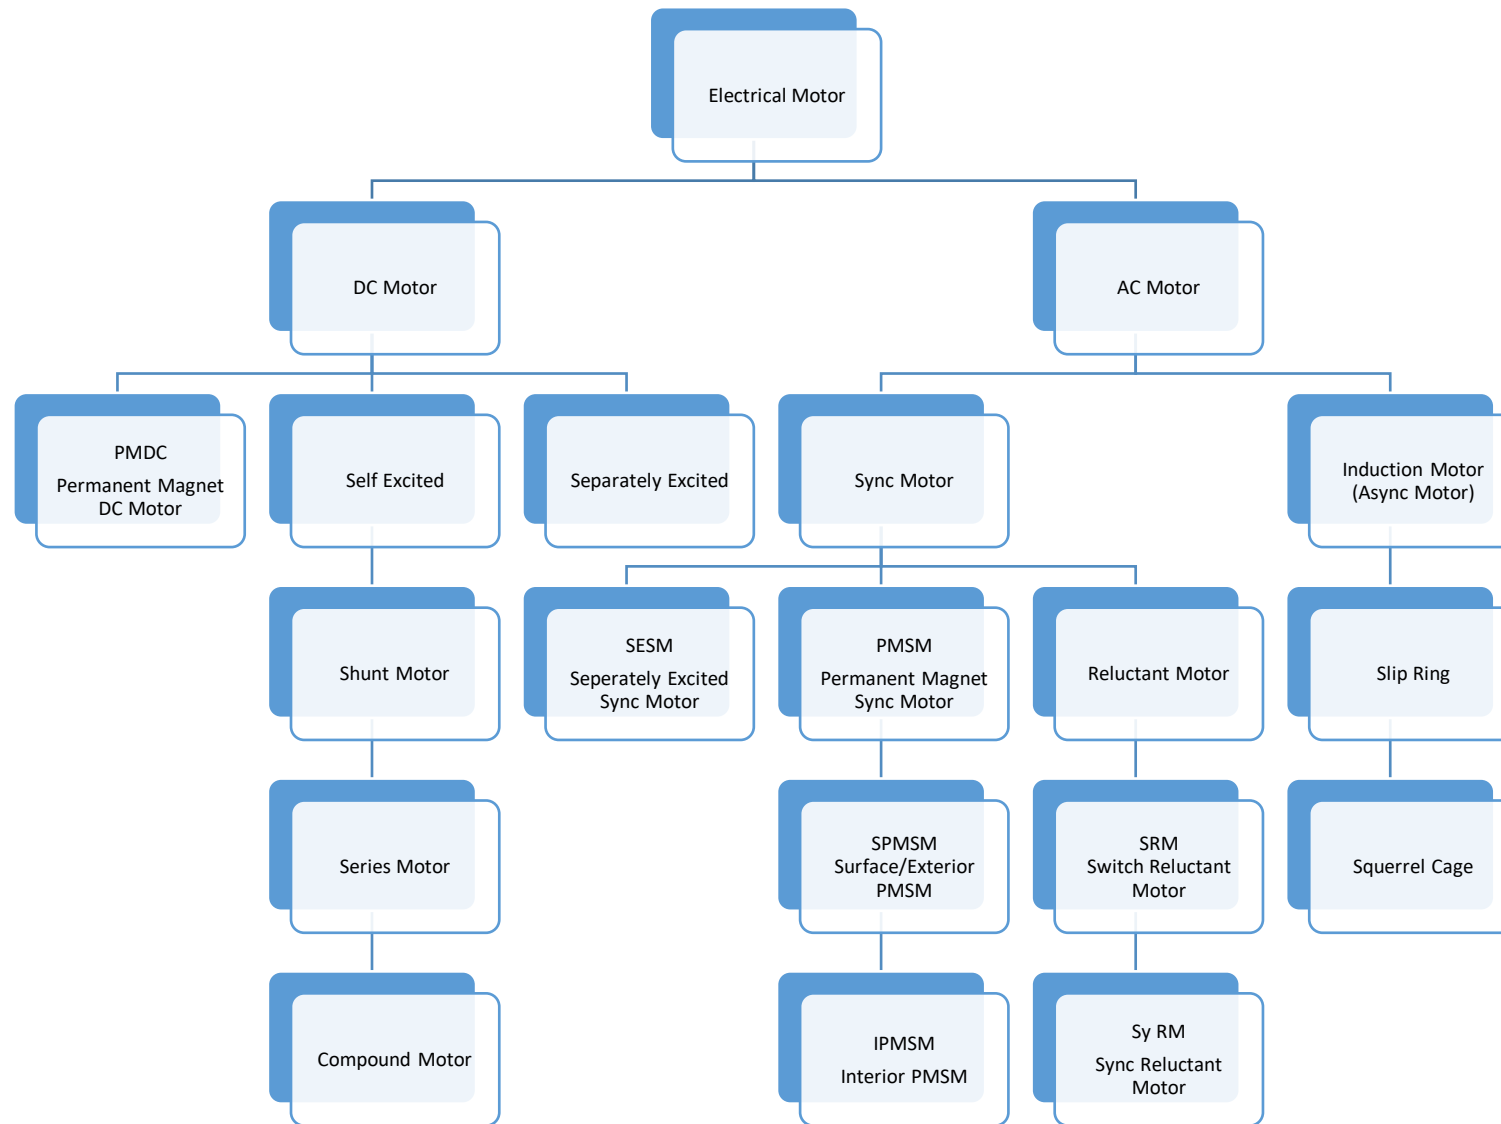 Electrical Motor
DC Motor
AC Motor
PMDC
Permanent Magnet
DC Motor
Self Excited
Separately Excited
Sync Motor
Induction Motor
(Async Motor)
Shunt Motor
SESM
Seperately Excited
Sync Motor
PMSM
Permanent Magnet
Sync Motor
Reluctant Motor
Slip Ring
Series Motor
SPMSM
Surface/Exterior
PMSM
SRM
Switch Reluctant
Motor
Squerrel Cage
Compound Motor
IPMSM
Interior PMSM
Sy RM
Sync Reluctant
Motor